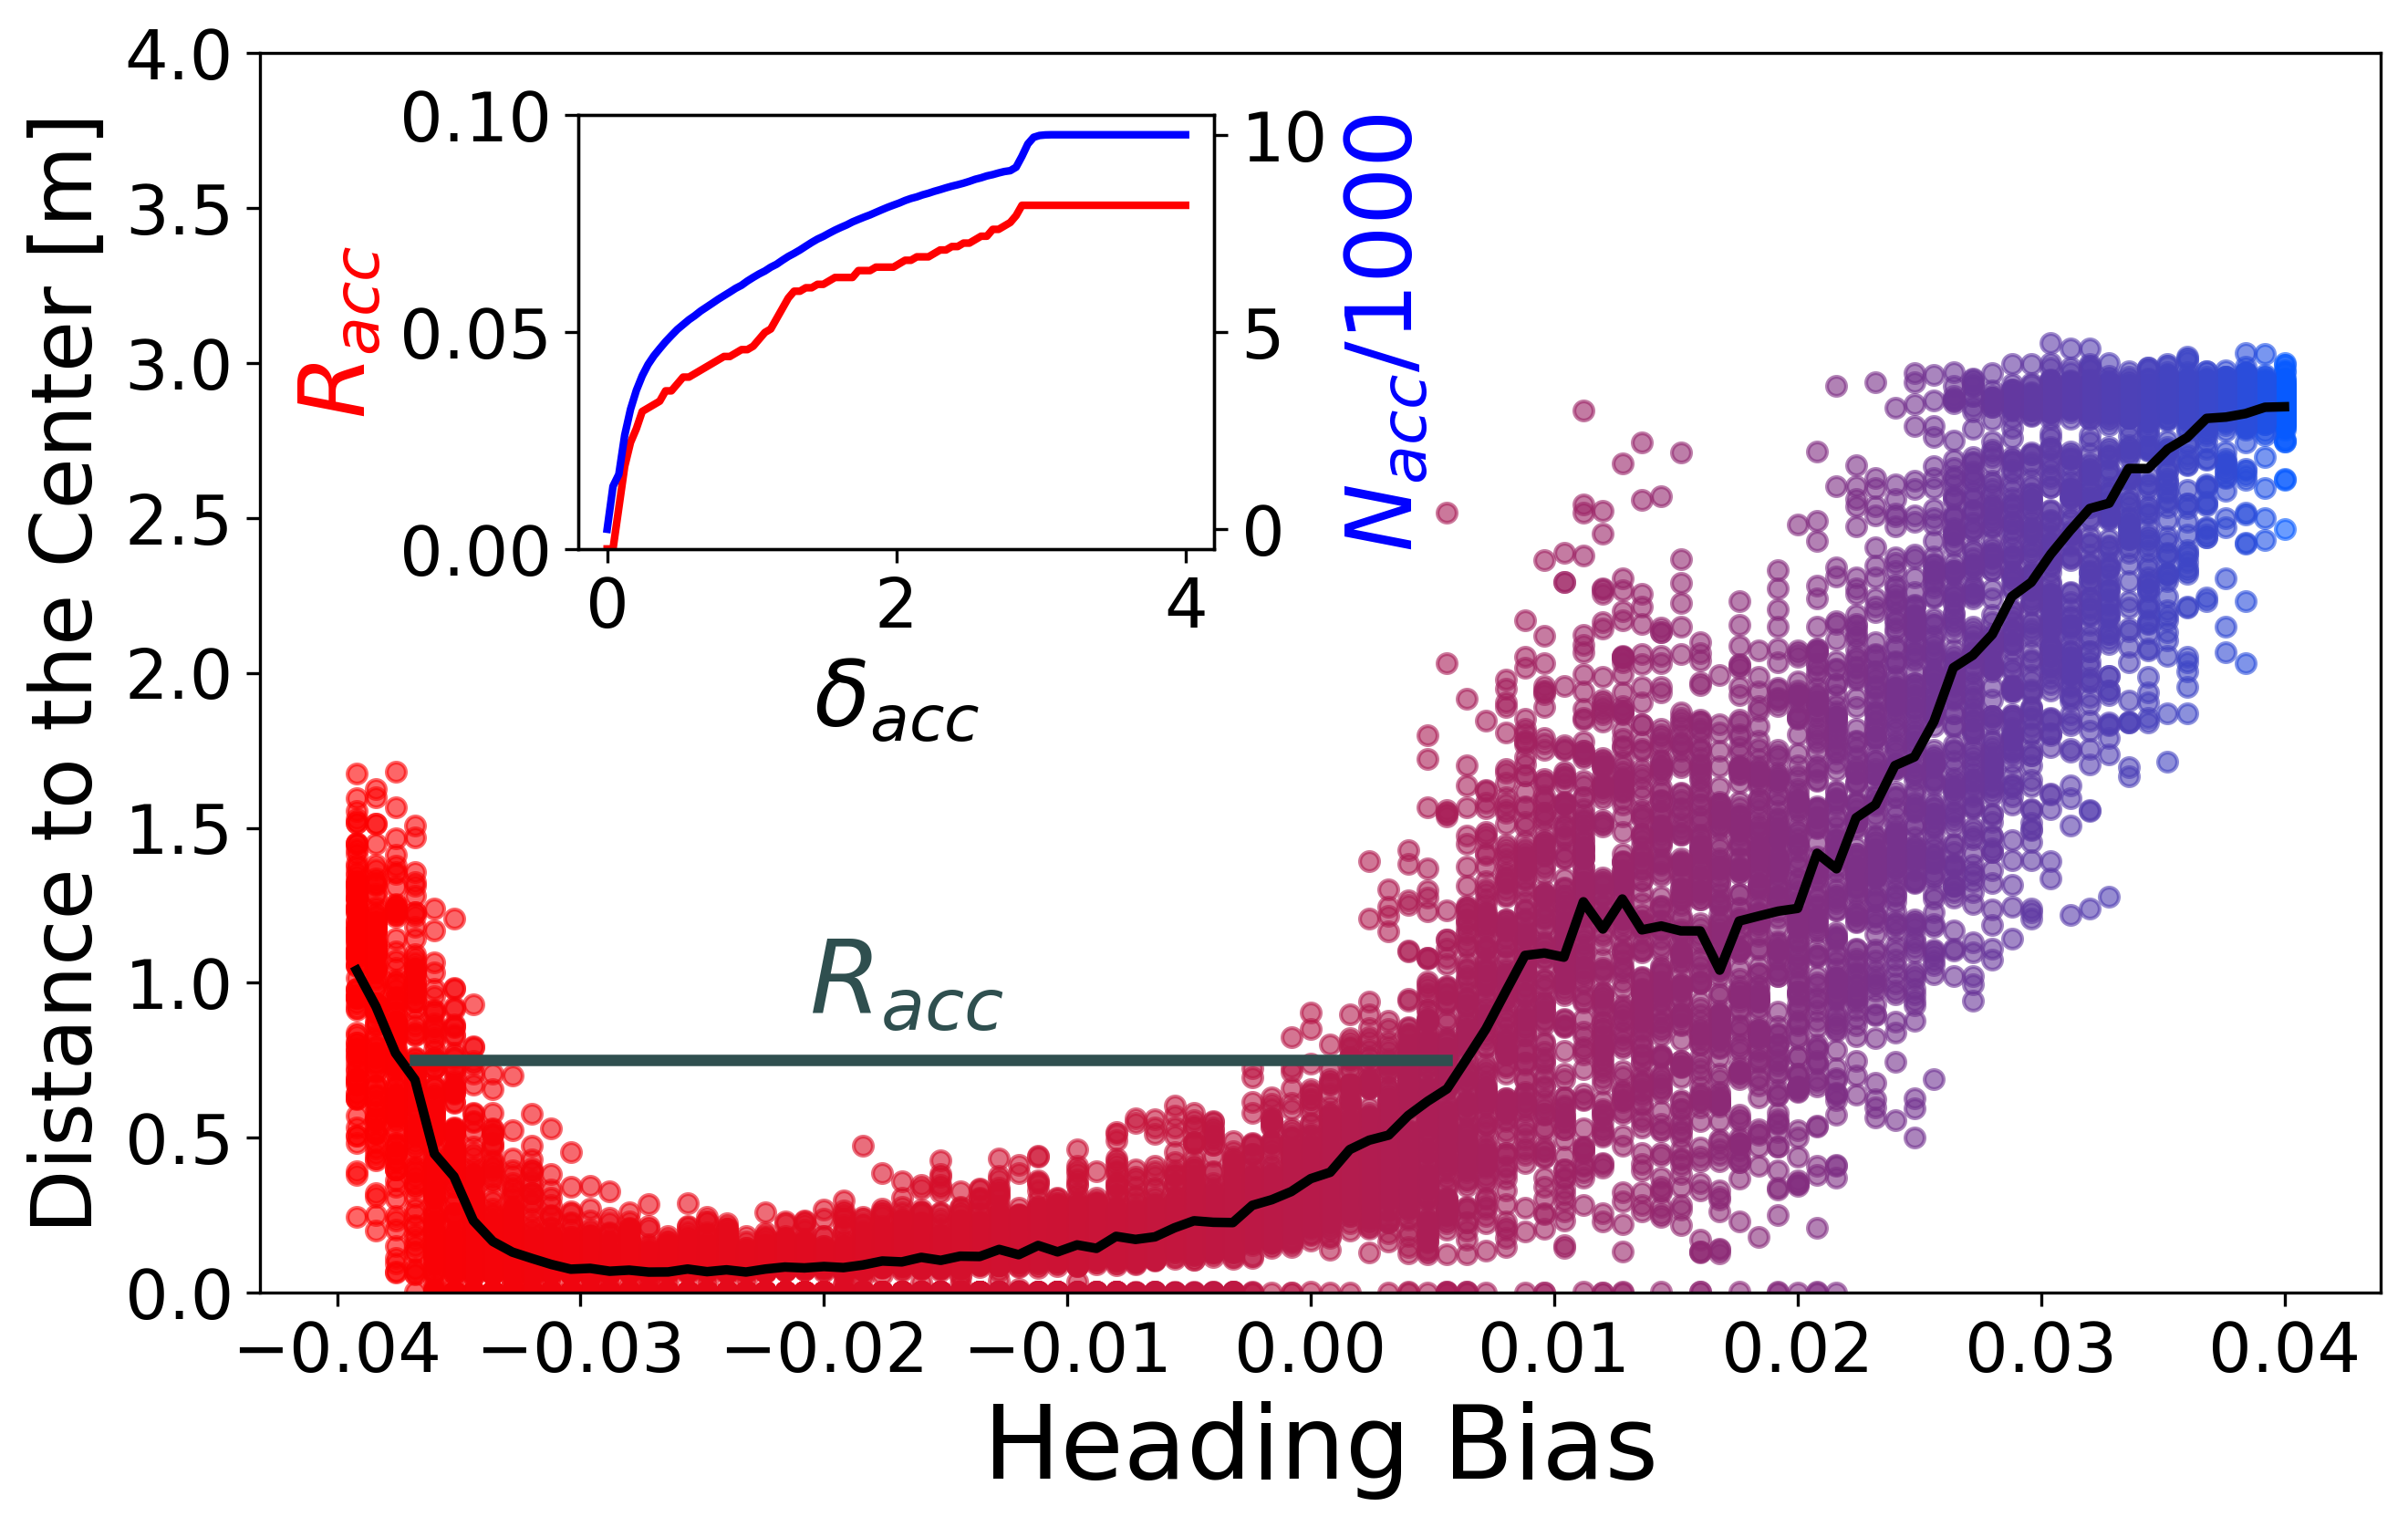 Distance to the Center [m]
4.0
3.5
3.0
2.5
2.0
1.5
1.0
0.5
0.0
R_acc
0.10
0.05
0.00
10
5
0
N_acc/1000
0 2 4
δ_acc
R_acc
−0.04 −0.03 −0.02 −0.01 0.00 0.01 0.02 0.03 0.04
Heading Bias